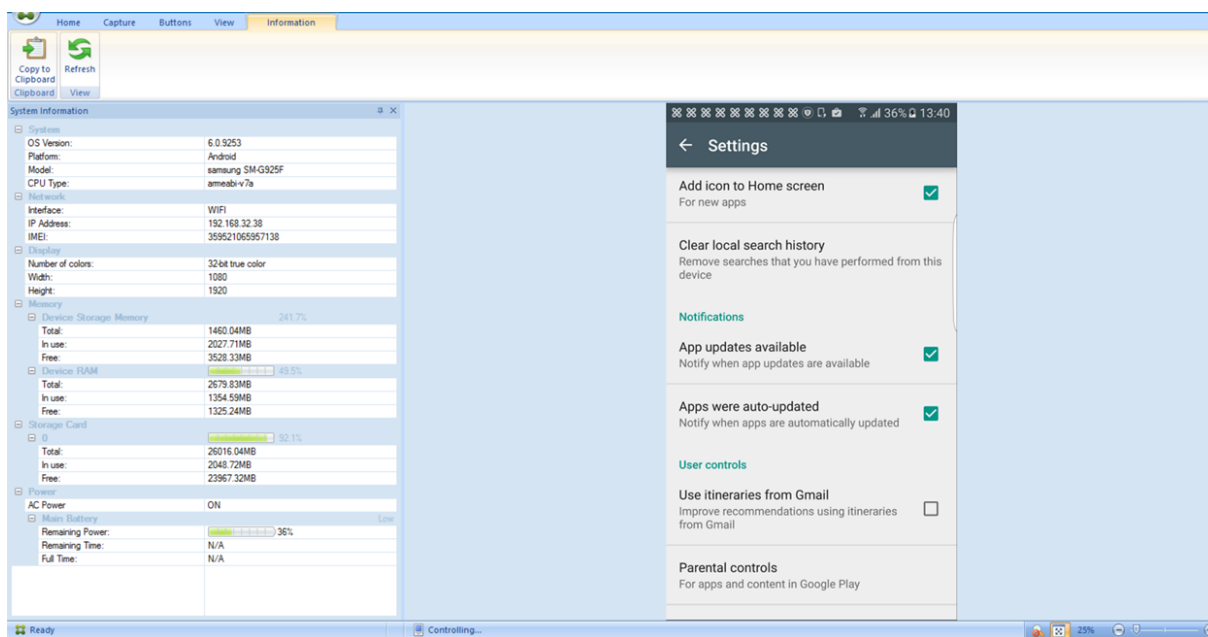 Home Capture Buttons View Information
Copy to Clipboard
Refresh
Clipboard View
System Information
System
OS Version: 6.0.9253
Platform: Android
Model: samsung SM-G925F
CPU Type: armeabi-v7a
Network
Interface: WIFI
IP Address: 192.168.32.38
IMEI: 359521065957138
Display
Number of colors: 32-bit true color
Width: 1080
Height: 1920
Memory
Device Storage Memory 241.7%
Total: 1460.04MB
In use: 2027.71MB
Free: 3528.33MB
Device RAM 49.5%
Total: 2679.83MB
In use: 1354.59MB
Free: 1325.24MB
Storage Card
0 92.1%
Total: 26016.04MB
In use: 2048.72MB
Free: 23967.32MB
Power
AC Power ON
Main Battery Low
Remaining Power: 36%
Remaining Time: N/A
Full Time: N/A
36% 13:40
Settings
Add icon to Home screen
For new apps
Clear local search history
Remove searches that you have performed from this
device
Notifications
App updates available
Notify when app updates are available
Apps were auto-updated
Notify when apps are automatically updated
User controls
Use itineraries from Gmail
Improve recommendations using itineraries
from Gmail
Parental controls
For apps and content in Google Play
Ready
Controlling...
25%